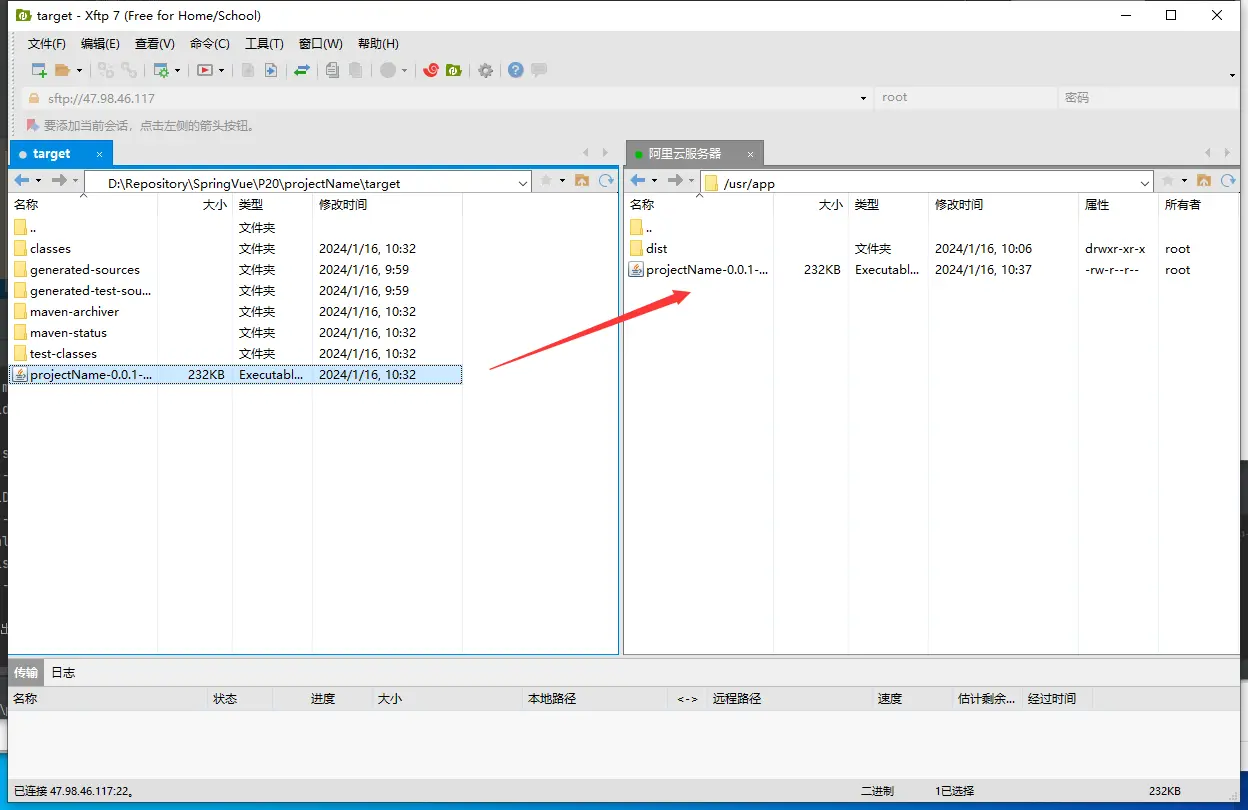 target - Xftp 7 (Free for Home/School)
文件(F) 编辑(E) 查看(V) 命令(C) 工具(T) 窗口(W) 帮助(H)
sftp://47.98.46.117 root 密码
要添加当前会话，点击左侧的箭头按钮。
target × 阿里云服务器 ×
D:\Repository\SpringVue\P20\projectName\target /usr/app
名称 大小 类型 修改时间 名称 大小 类型 修改时间 属性 所有者
.. 文件夹 ..
classes 文件夹 2024/1/16, 10:32 dist 文件夹 2024/1/16, 10:06 drwxr-xr-x root
generated-sources 文件夹 2024/1/16, 9:59 projectName-0.0.1-... 232KB Executabl... 2024/1/16, 10:37 -rw-r--r-- root
generated-test-sou... 文件夹 2024/1/16, 9:59
maven-archiver 文件夹 2024/1/16, 10:32
maven-status 文件夹 2024/1/16, 10:32
test-classes 文件夹 2024/1/16, 10:32
projectName-0.0.1-... 232KB Executabl... 2024/1/16, 10:32
传输 日志
名称 状态 进度 大小 本地路径 <-> 远程路径 速度 估计剩余... 经过时间
已连接 47.98.46.117:22。 二进制 1已选择 232KB